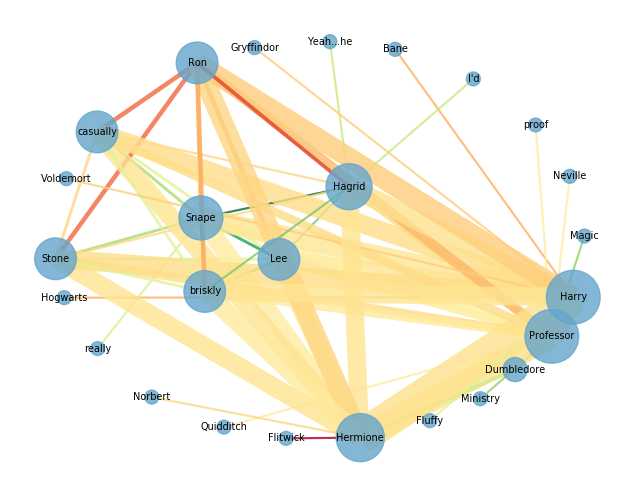 Yeah...he
Gryffindor
Bane
Ron
I'd
proof
casually
Neville
Voldemort
Hagrid
Snape
Magic
Stone
Lee
briskly
Hogwarts
Harry
Professor
really
Dumbledore
Norbert
Ministry
Fluffy
Quidditch
Flitwick
Hermione